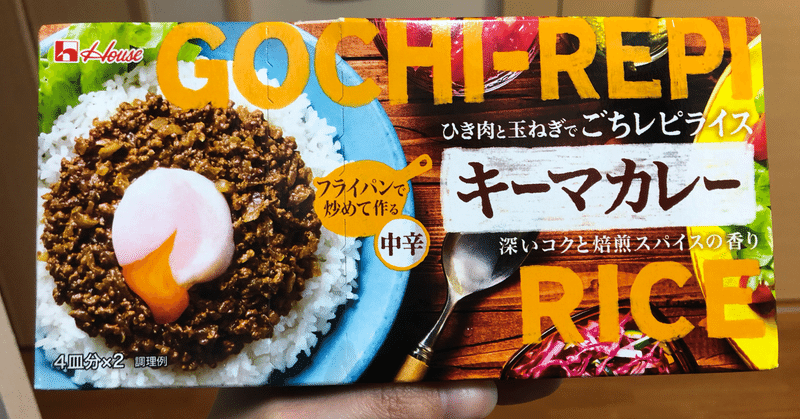 House
GOCHI-REPI
ひき肉と玉ねぎで ごちレピライス
キーマカレー
フライパンで
炒めて作る
中辛
深いコクと焙煎スパイスの香り
RICE
4皿分×2 調理例